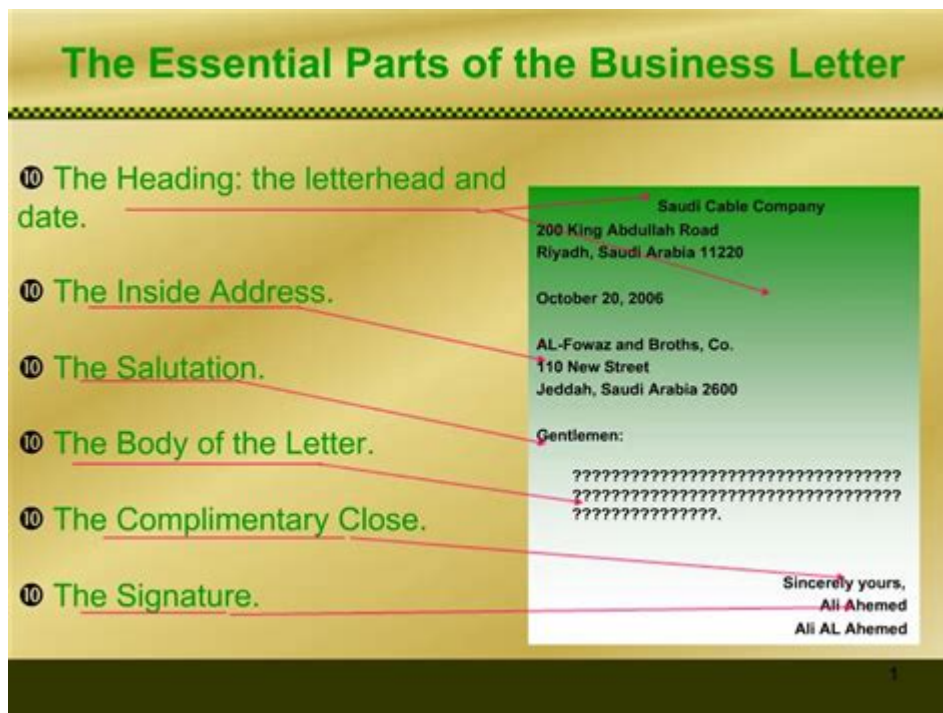 The Essential Parts of the Business Letter
❿ The Heading: the letterhead and
date.
❿ The Inside Address.
❿ The Salutation.
❿ The Body of the Letter.
❿ The Complimentary Close.
❿ The Signature.
Saudi Cable Company
200 King Abdullah Road
Riyadh, Saudi Arabia 11220
October 20, 2006
AL-Fowaz and Broths, Co.
110 New Street
Jeddah, Saudi Arabia 2600
Gentlemen:
??????????????????????????????????
??????????????????????????????????
???????????????.
Sincerely yours,
Ali Ahemed
Ali AL Ahemed
1